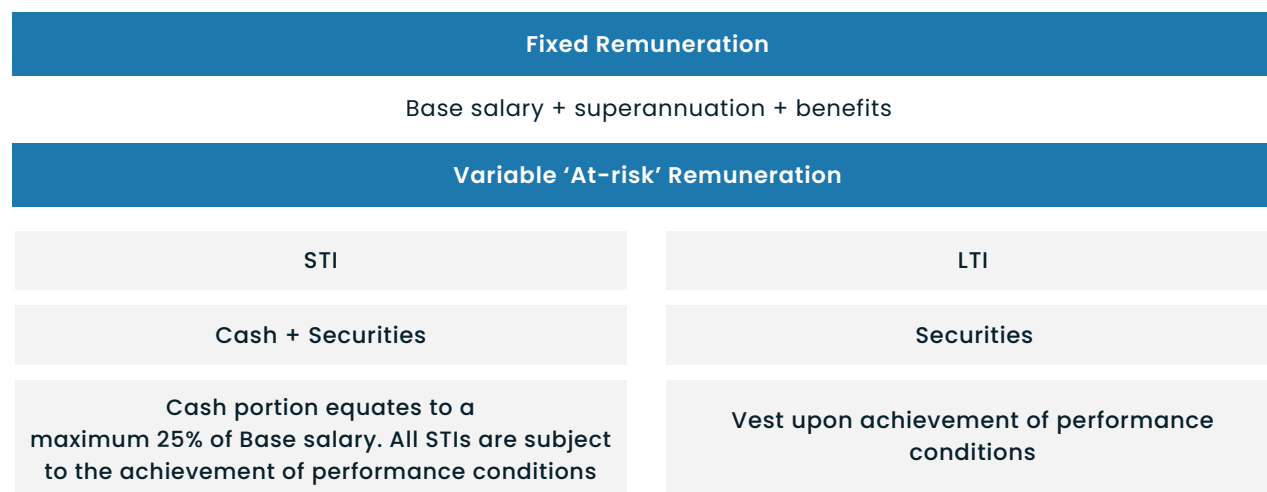 Fixed Remuneration
Base salary + superannuation + benefits
Variable ‘At-risk’ Remuneration
STI
LTI
Cash + Securities
Securities
Cash portion equates to a
maximum 25% of Base salary. All STIs are subject
to the achievement of performance conditions
Vest upon achievement of performance
conditions